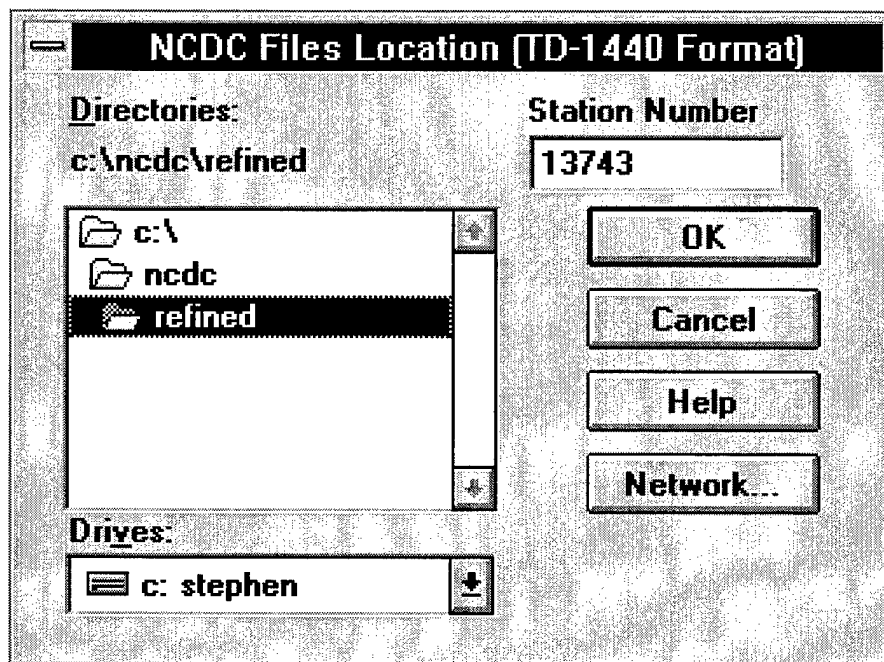 NCDC Files Location (TD-1440 Format)
Directories:
c:\ncdc\refined
c:\
ncdc
refined
Drives:
c: stephen
Station Number
13743
OK
Cancel
Help
Network...